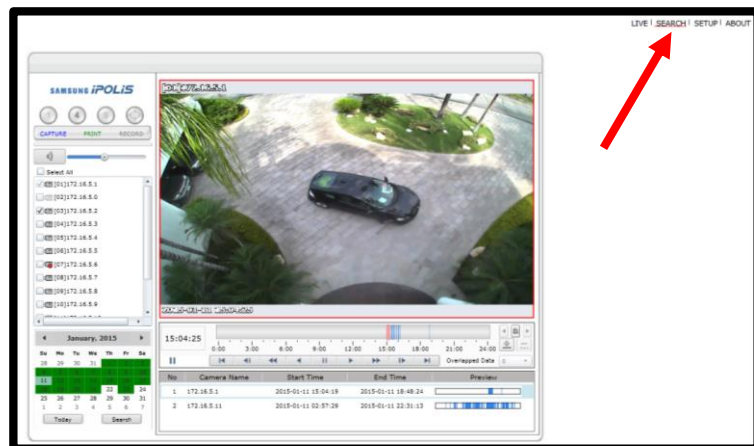 LIVE | SEARCH | SETUP | ABOUT
SAMSUNG iPOLiS
CAPTURE PRINT RECORD
Select All
[01]172.16.5.1
[02]172.16.5.0
[03]172.16.5.2
[04]172.16.5.3
[05]172.16.5.4
[06]172.16.5.5
[07]172.16.5.6
[08]172.16.5.7
[09]172.16.5.8
[10]172.16.5.9
January, 2015
Su Mo Tu We Th Fr Sa
28 29 30 31
11
22 24
25 26 27 28 29 30 31
1 2 3 4 5 6 7
Today Search
15:04:25
0:00 3:00 6:00 9:00 12:00 15:00 18:00 21:00 24:00
Overlapped Data 0
No Camera Name Start Time End Time Preview
1 172.16.5.1 2015-01-11 15:04:19 2015-01-11 18:48:24
2 172.16.5.11 2015-01-11 02:57:29 2015-01-11 22:31:13